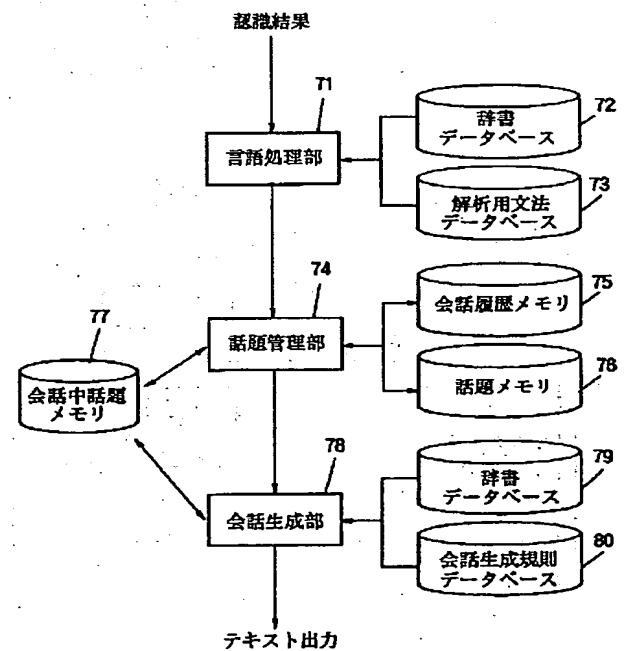 認識結果
71
言語処理部
72
辞書
データベース
73
解析用文法
データベース
74
話題管理部
75
会話履歴メモリ
78
話題メモリ
77
会話中話題
メモリ
78
会話生成部
79
辞書
データベース
80
会話生成規則
データベース
テキスト出力